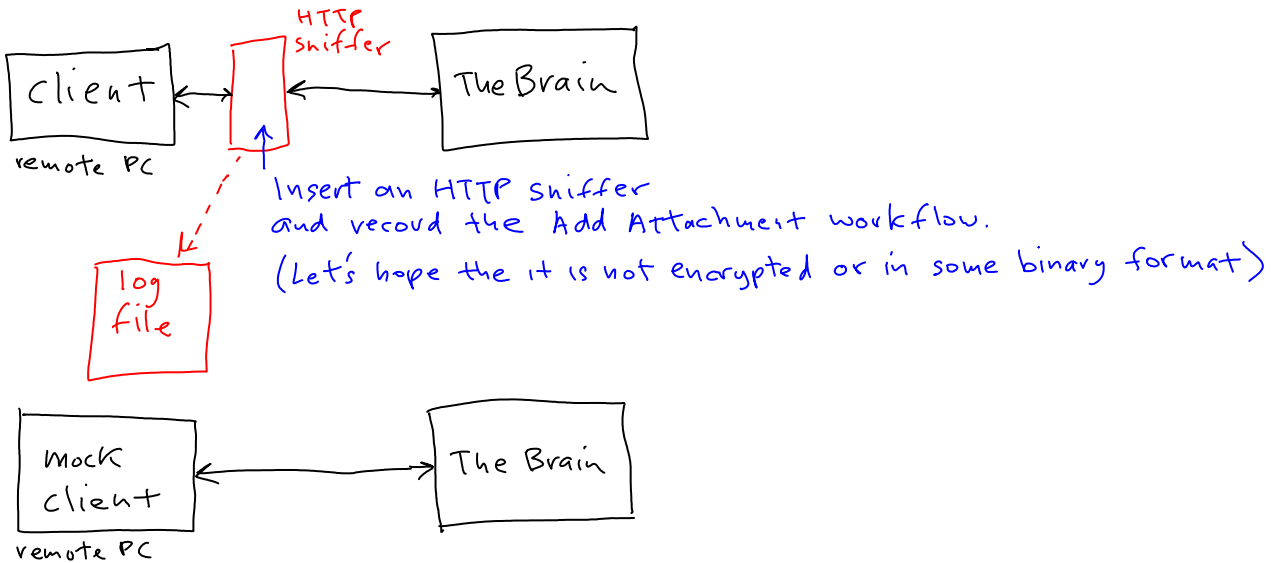 HTTP
sniffer
client
The Brain
remote PC
Insert an HTTP sniffer
and record the Add Attachment workflow.
(Let's hope the it is not encrypted or in some binary format)
log
file
mock
client
The Brain
remote PC